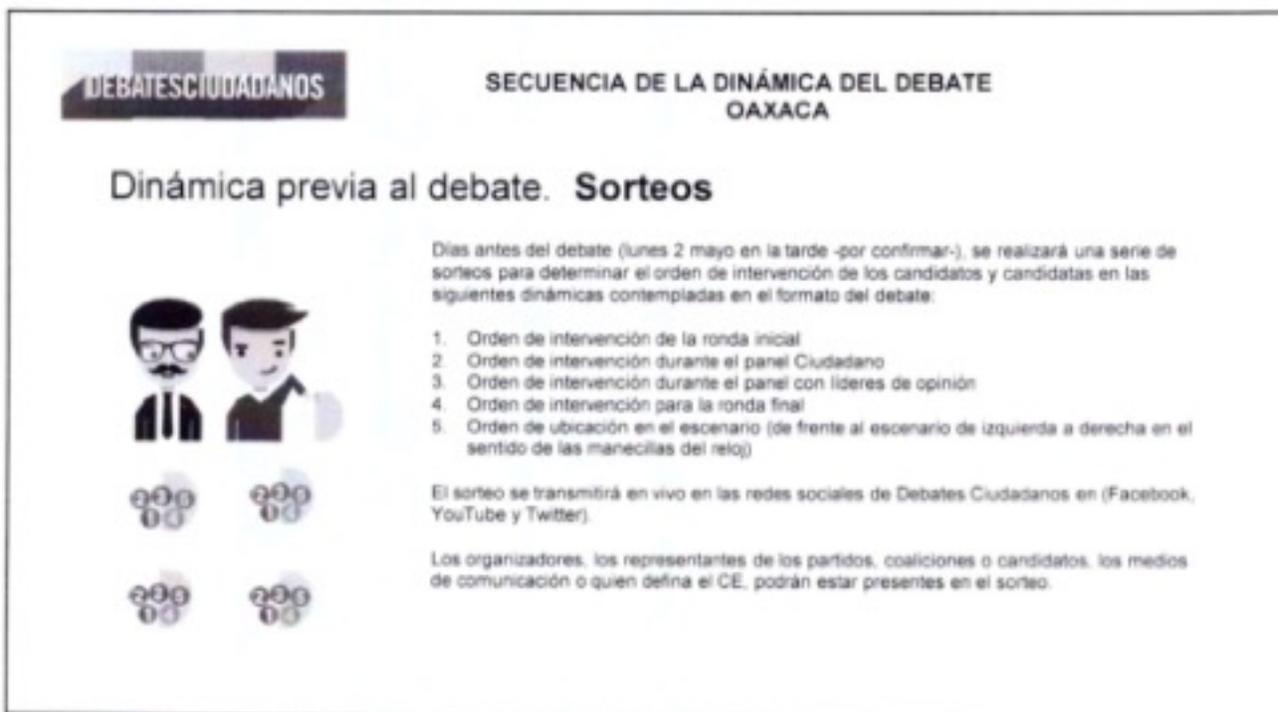 DEBATESCIUDADANOS
SECUENCIA DE LA DINÁMICA DEL DEBATE
OAXACA
Dinámica previa al debate. Sorteos
Días antes del debate (lunes 2 mayo en la tarde -por confirmar-), se realizará una serie de
sorteos para determinar el orden de intervención de los candidatos y candidatas en las
siguientes dinámicas contempladas en el formato del debate:
1. Orden de intervención de la ronda inicial
2. Orden de intervención durante el panel Ciudadano
3. Orden de intervención durante el panel con líderes de opinión
4. Orden de intervención para la ronda final
5. Orden de ubicación en el escenario (de frente al escenario de izquierda a derecha en el
sentido de las manecillas del reloj)
El sorteo se transmitirá en vivo en las redes sociales de Debates Ciudadanos en (Facebook,
YouTube y Twitter).
Los organizadores, los representantes de los partidos, coaliciones o candidatos, los medios
de comunicación o quien defina el CE, podrán estar presentes en el sorteo.